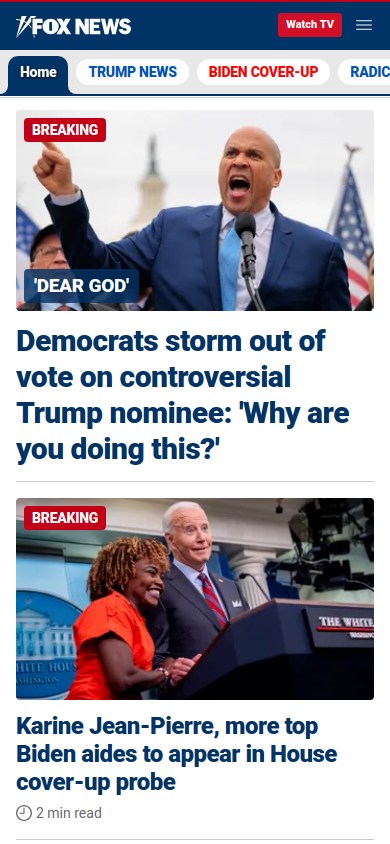 FOX NEWS
Watch TV
Home
TRUMP NEWS
BIDEN COVER-UP
RADIC
BREAKING
'DEAR GOD'
Democrats storm out of
vote on controversial
Trump nominee: 'Why are
you doing this?'
BREAKING
THE WHITE
WHITE HOUS
WASHINGTON
Karine Jean-Pierre, more top
Biden aides to appear in House
cover-up probe
2 min read